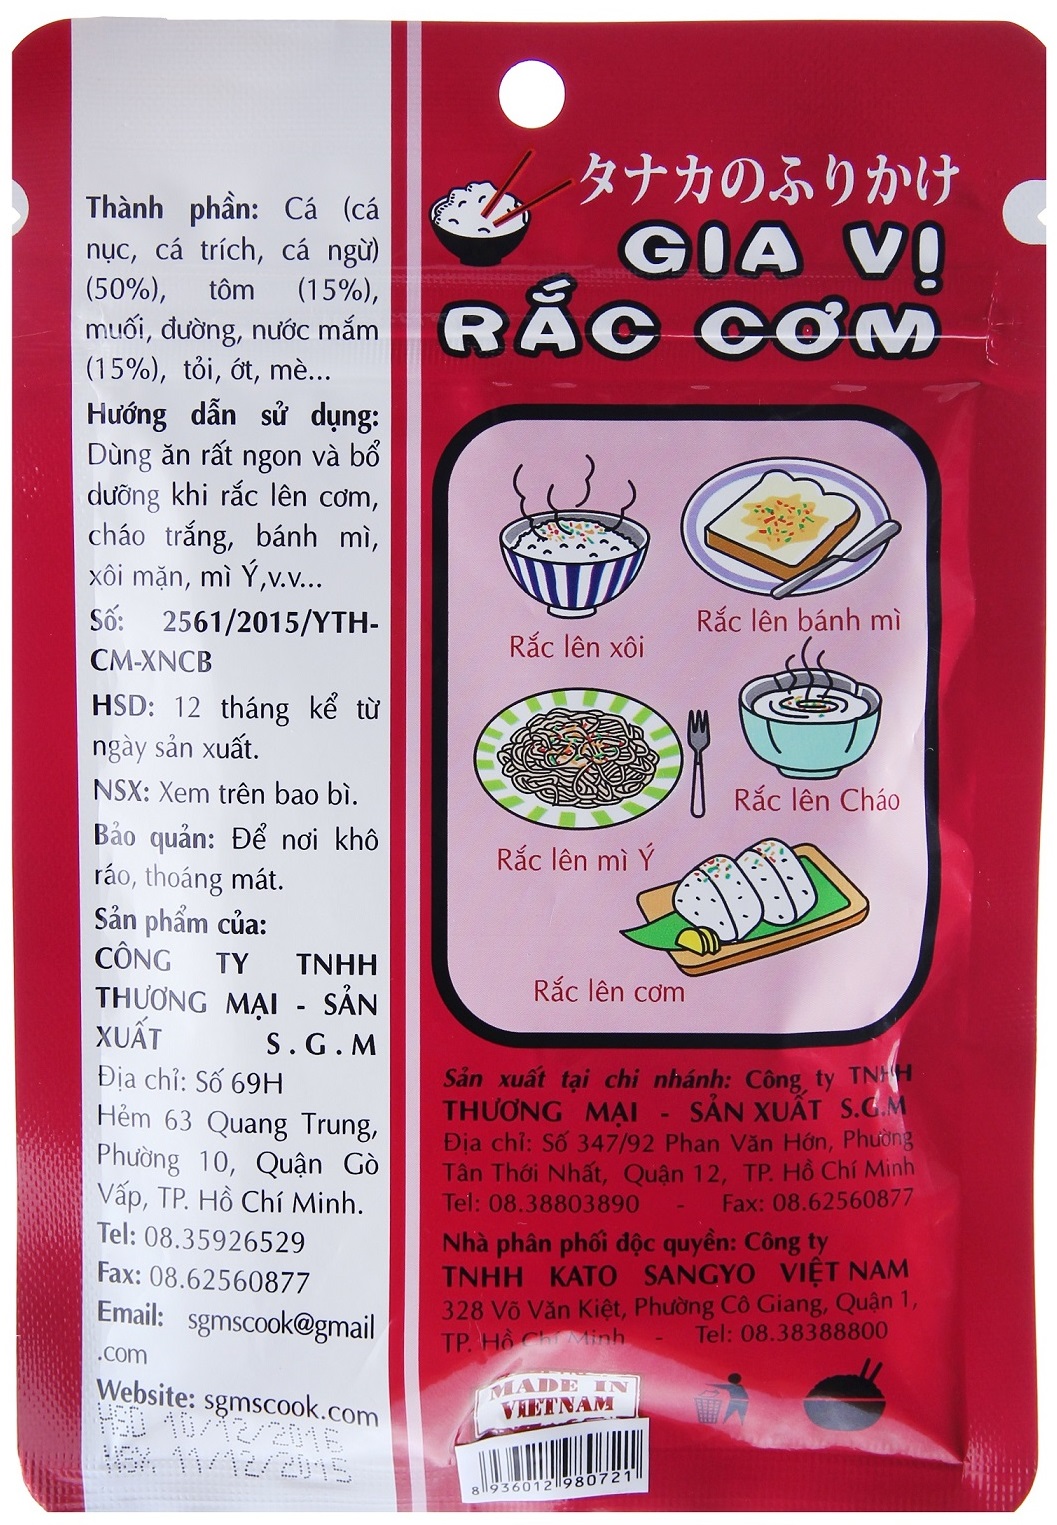 Thành phần: Cá (cá
nục, cá trích, cá ngừ)
(50%), tôm (15%),
muối, đường, nước mắm
(15%), tỏi, ớt, mè...
Hướng dẫn sử dụng:
Dùng ăn rất ngon và bổ
dưỡng khi rắc lên cơm,
cháo trắng, bánh mì,
xôi mặn, mì Ý,v.v...
Số: 2561/2015/YTH-
CM-XNCB
HSD: 12 tháng kể từ
ngày sản xuất.
NSX: Xem trên bao bì.
Bảo quản: Để nơi khô
ráo, thoáng mát.
Sản phẩm của:
CÔNG TY TNHH
THƯƠNG MẠI - SẢN
XUẤT S.G.M
Địa chỉ: Số 69H
Hẻm 63 Quang Trung,
Phường 10, Quận Gò
Vấp, TP. Hồ Chí Minh.
Tel: 08.35926529
Fax: 08.62560877
Email: sgmscook@gmail
.com
Website: sgmscook.com
HSD 10/12/2016
NSX 11/12/2015
タナカのふりかけ
GIA VỊ
RẮC CƠM
Rắc lên xôi
Rắc lên bánh mì
Rắc lên mì Ý
Rắc lên Cháo
Rắc lên cơm
Sản xuất tại chi nhánh: Công ty TNHH
THƯƠNG MẠI - SẢN XUẤT S.G.M
Địa chỉ: Số 347/92 Phan Văn Hớn, Phường
Tân Thới Nhất, Quận 12, TP. Hồ Chí Minh
Tel: 08.38803890 - Fax: 08.62560877
Nhà phân phối độc quyền: Công ty
TNHH KATO SANGYO VIỆT NAM
328 Võ Văn Kiệt, Phường Cô Giang, Quận 1,
TP. Hồ Chí Minh - Tel: 08.38388800
MADE IN
VIETNAM
8 936012 980721